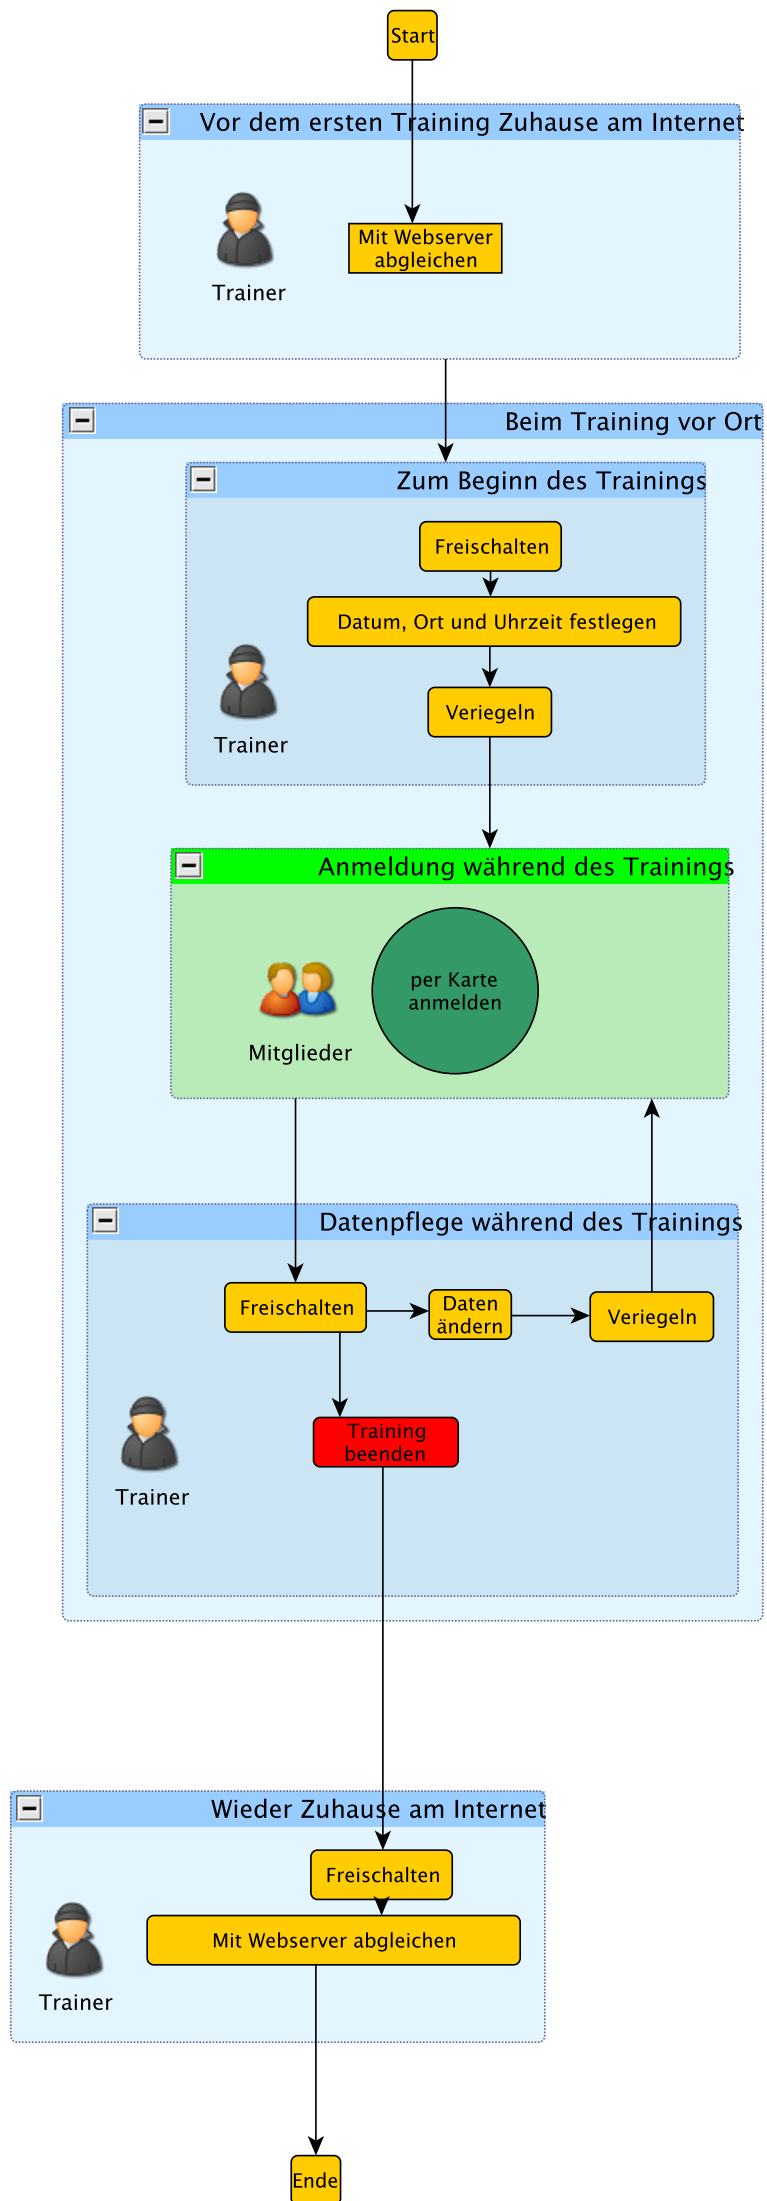 Start
Vor dem ersten Training Zuhause am Internet
Mit Webserver
abgleichen
Trainer
Beim Training vor Ort
Zum Beginn des Trainings
Freischalten
Datum, Ort und Uhrzeit festlegen
Veriegeln
Trainer
Anmeldung während des Trainings
per Karte
anmelden
Mitglieder
Datenpflege während des Trainings
Freischalten
Daten
ändern
Veriegeln
Training
beenden
Trainer
Wieder Zuhause am Internet
Freischalten
Mit Webserver abgleichen
Trainer
Ende